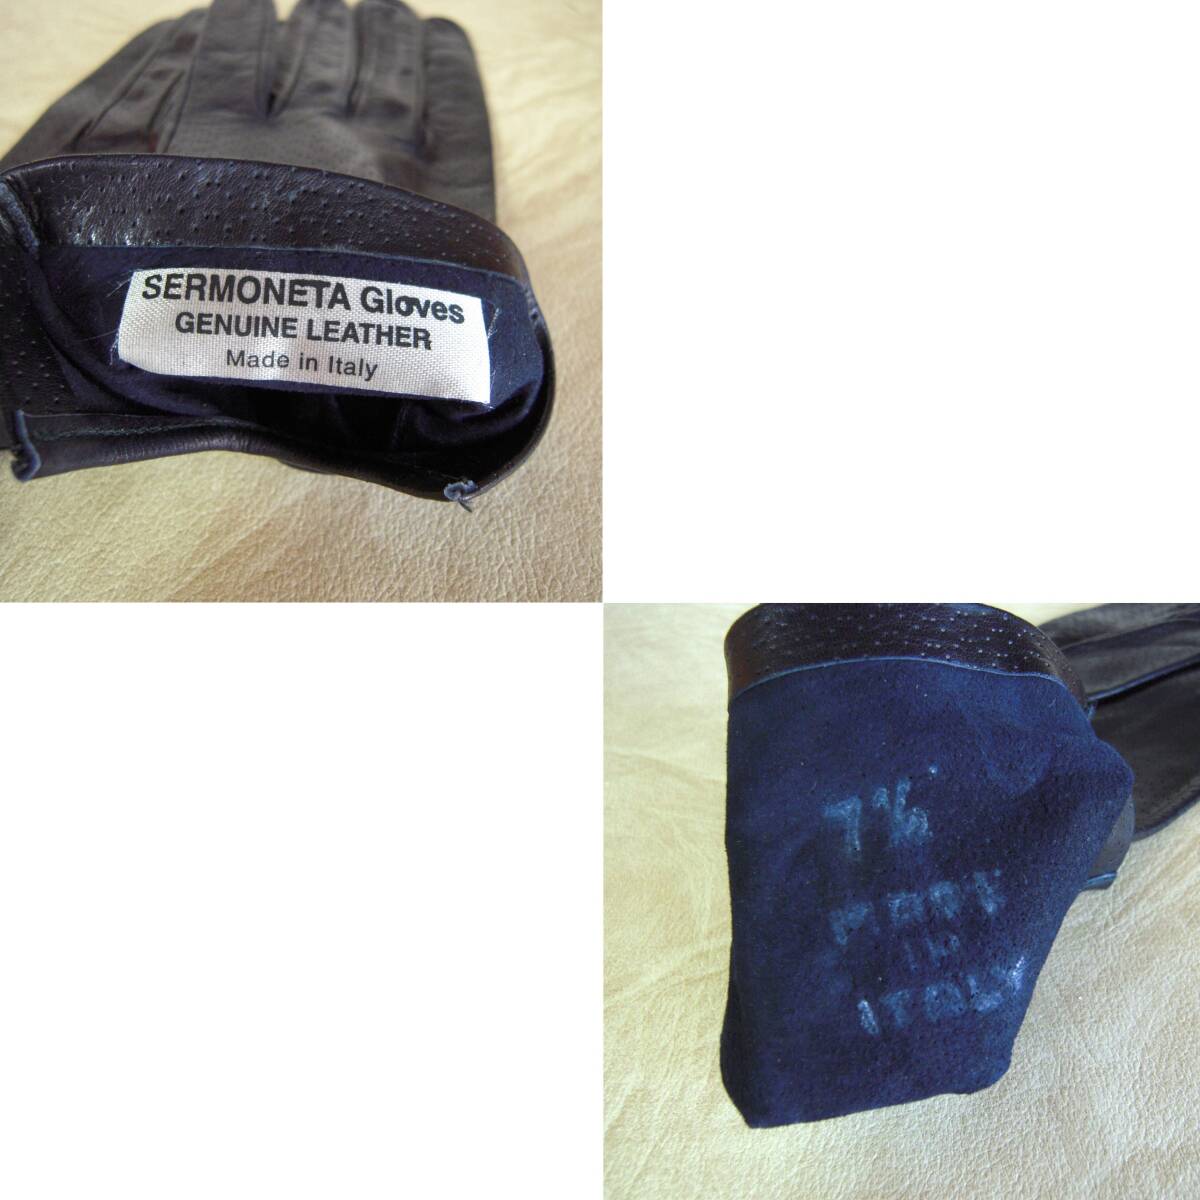 SERMONETA Gloves
GENUINE LEATHER
Made in Italy
7½
MADE
IN
ITALY